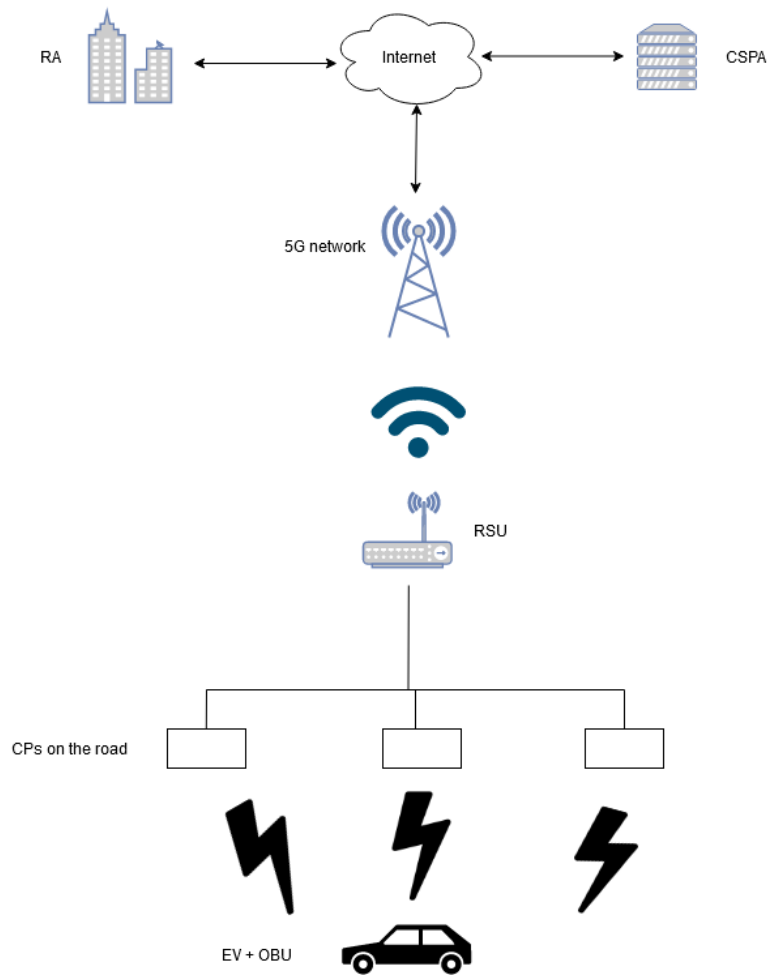 RA
Internet
CSPA
5G network
RSU
CPs on the road
EV + OBU